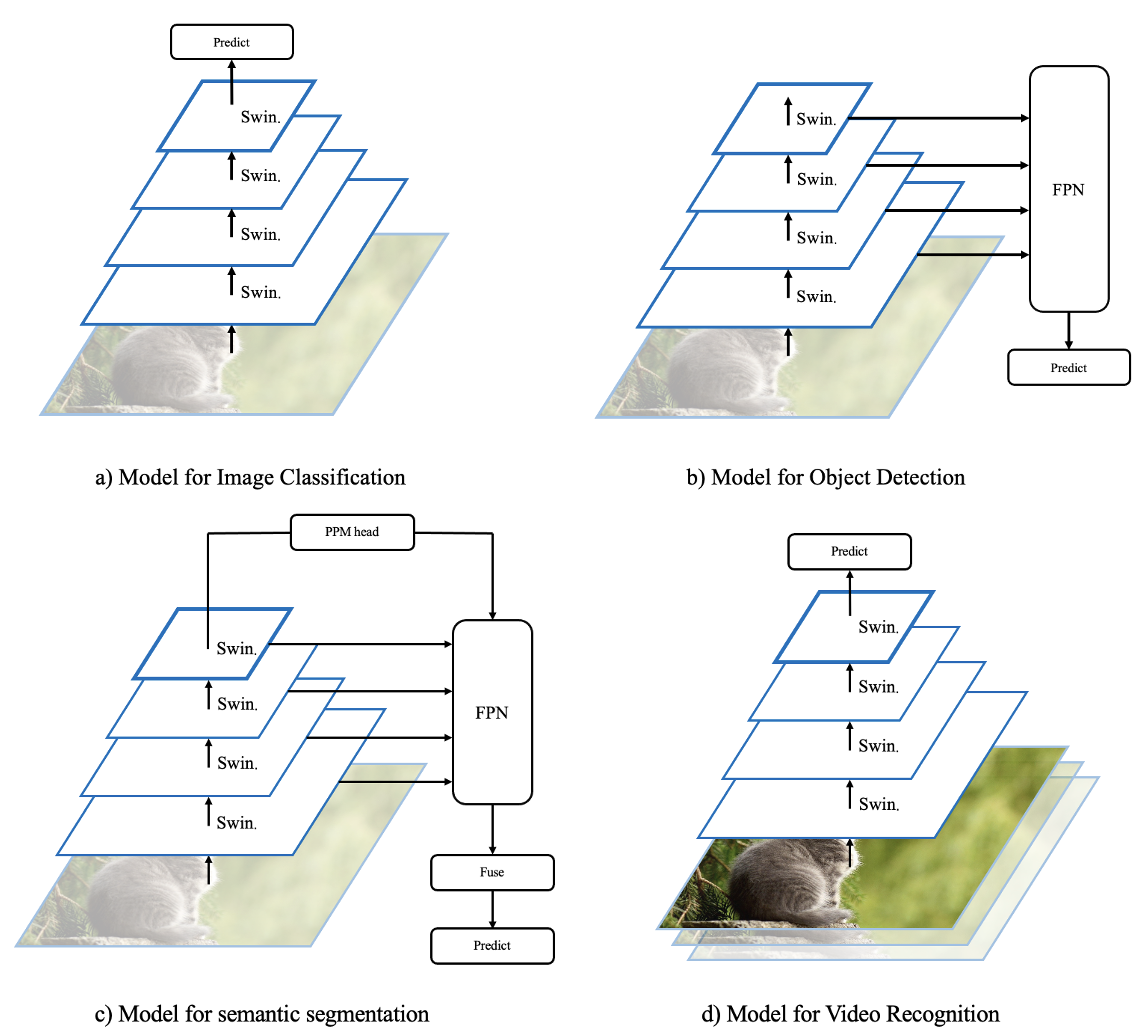 Predict
Swin.
Swin.
Swin.
Swin.
a) Model for Image Classification
Swin.
Swin.
Swin.
Swin.
FPN
Predict
b) Model for Object Detection
PPM head
Swin.
Swin.
Swin.
Swin.
FPN
Fuse
Predict
c) Model for semantic segmentation
Predict
Swin.
Swin.
Swin.
Swin.
d) Model for Video Recognition